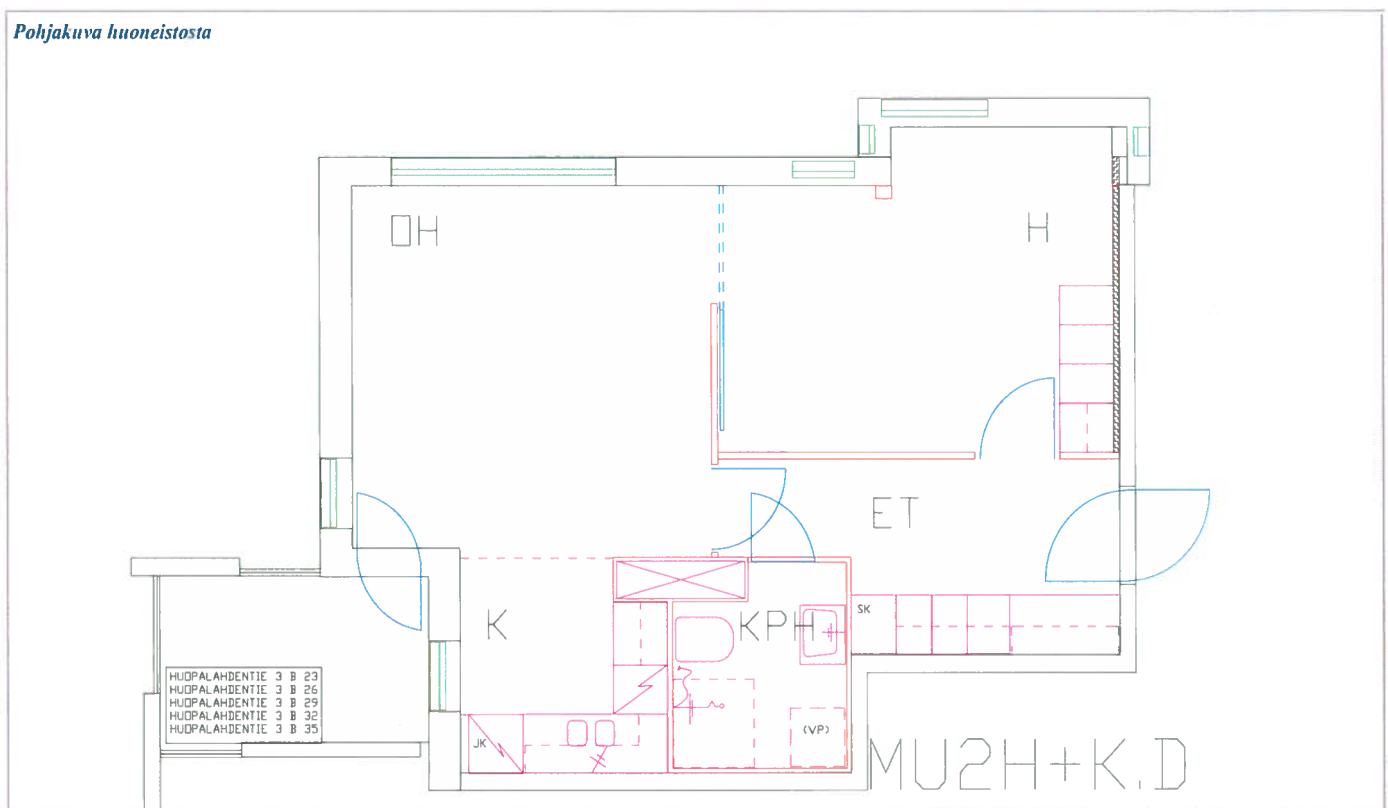 Pohjakuva huoneistosta
OH
H
ET
K
KPH
SK
HUOPALAHDENTIE 3 B 23
HUOPALAHDENTIE 3 B 26
HUOPALAHDENTIE 3 B 29
HUOPALAHDENTIE 3 B 32
HUOPALAHDENTIE 3 B 35
JK
(VP)
MU2H+K.D